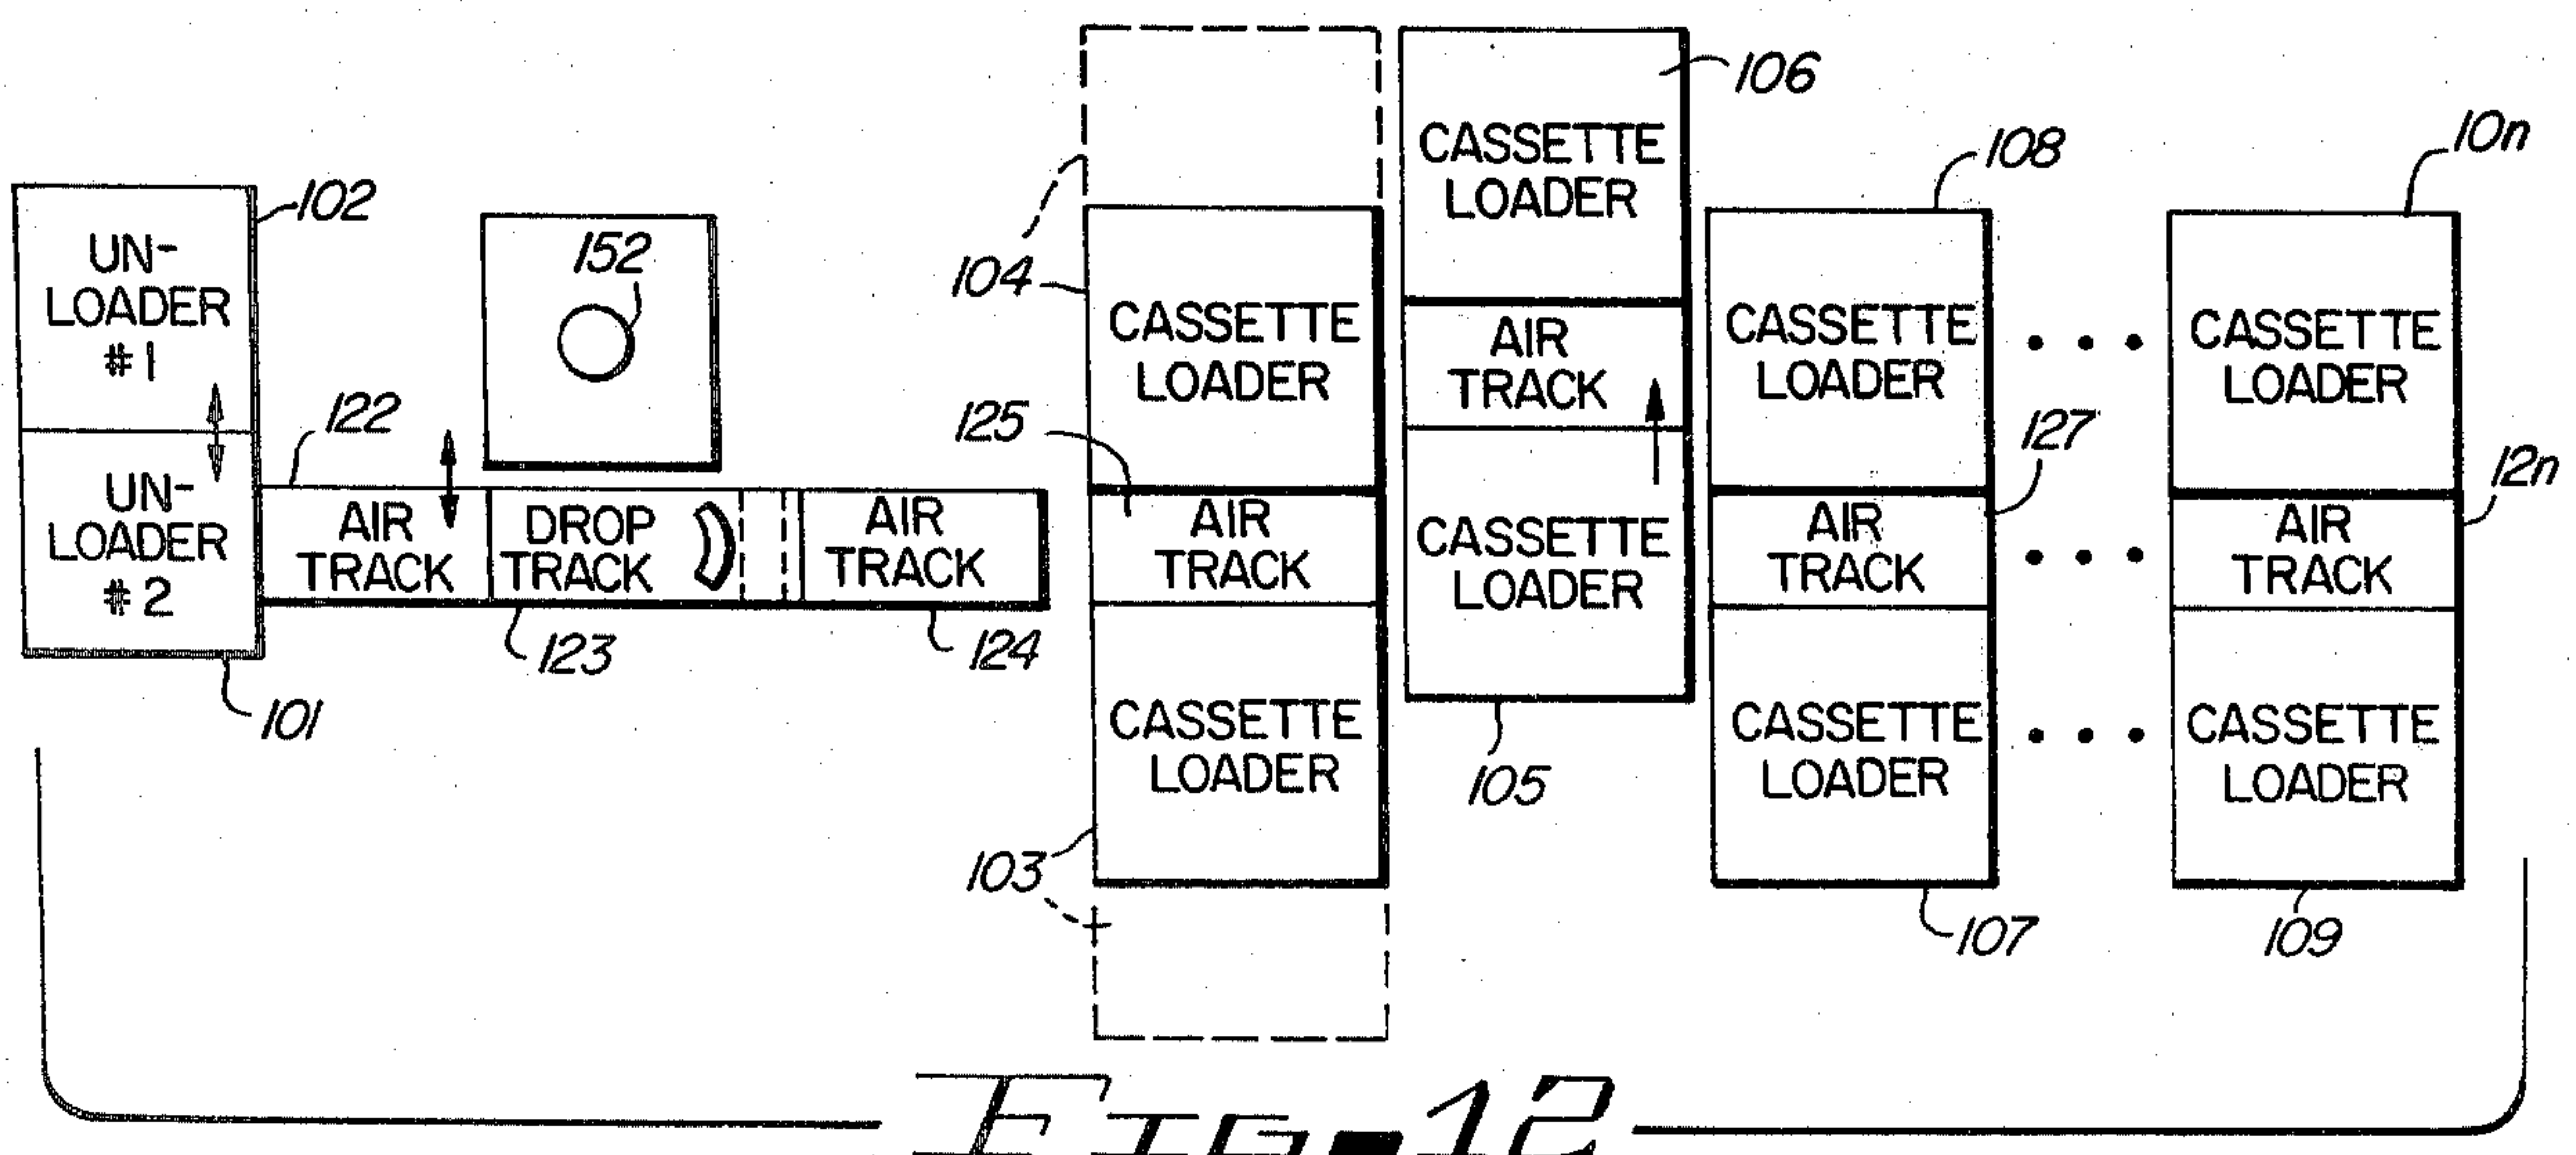 UN-
LOADER
#1
102
UN-
LOADER
#2
101
122
AIR
TRACK
152
DROP
TRACK
123
AIR
TRACK
124
104
CASSETTE
LOADER
125
AIR
TRACK
CASSETTE
LOADER
103
106
CASSETTE
LOADER
AIR
TRACK
CASSETTE
LOADER
105
108
CASSETTE
LOADER
127
AIR
TRACK
CASSETTE
LOADER
107
10n
CASSETTE
LOADER
12n
AIR
TRACK
CASSETTE
LOADER
109
FIG-12